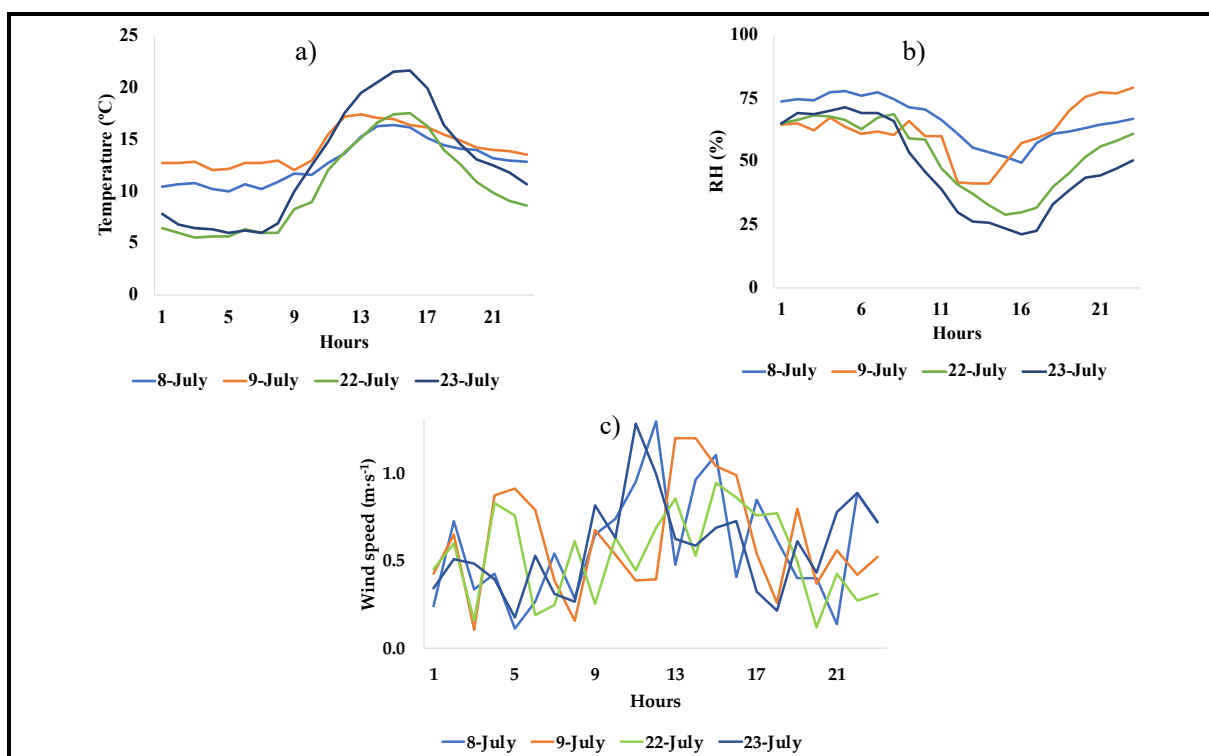 a)
Temperature (ºC)
25
20
15
10
5
0
1 5 9 13 17 21
Hours
8-July 9-July 22-July 23-July
b)
RH (%)
100
75
50
25
0
1 6 11 16 21
Hours
8-July 9-July 22-July 23-July
c)
Wind speed (m·s⁻¹)
1.0
0.5
0.0
1 5 9 13 17 21
Hours
8-July 9-July 22-July 23-July